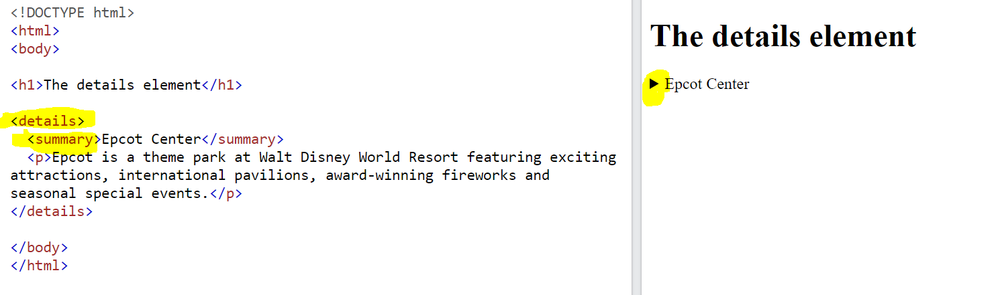 <!DOCTYPE html>
<html>
<body>
<h1>The details element</h1>
<details>
<summary>Epcot Center</summary>
<p>Epcot is a theme park at Walt Disney World Resort featuring exciting
attractions, international pavilions, award-winning fireworks and
seasonal special events.</p>
</details>
</body>
</html>
The details element
Epcot Center